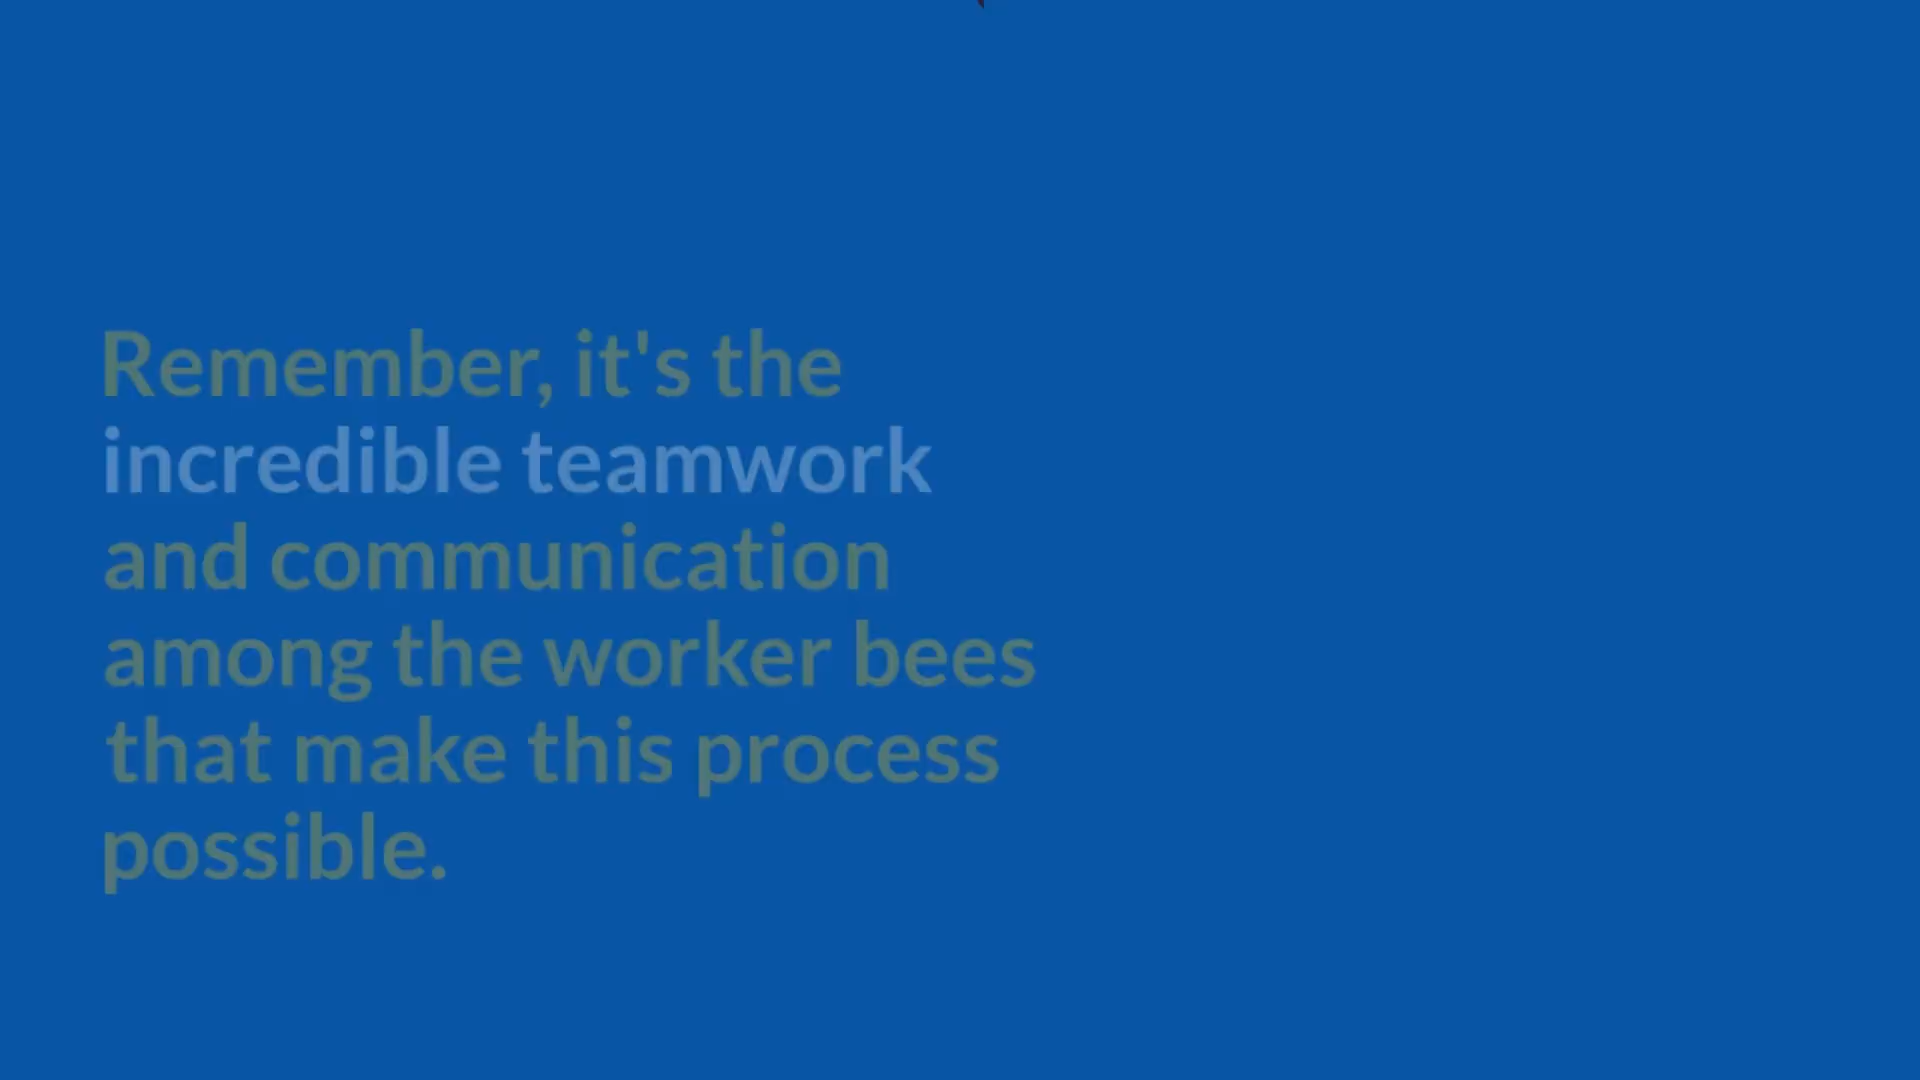 Remember, it's the
incredible teamwork
and communication
among the worker bees
that make this process
possible.